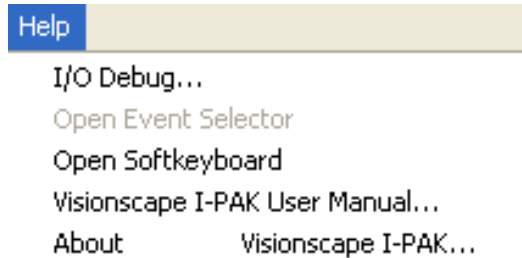 Help
I/O Debug...
Open Event Selector
Open Softkeyboard
Visionscape I-PAK User Manual...
About Visionscape I-PAK...